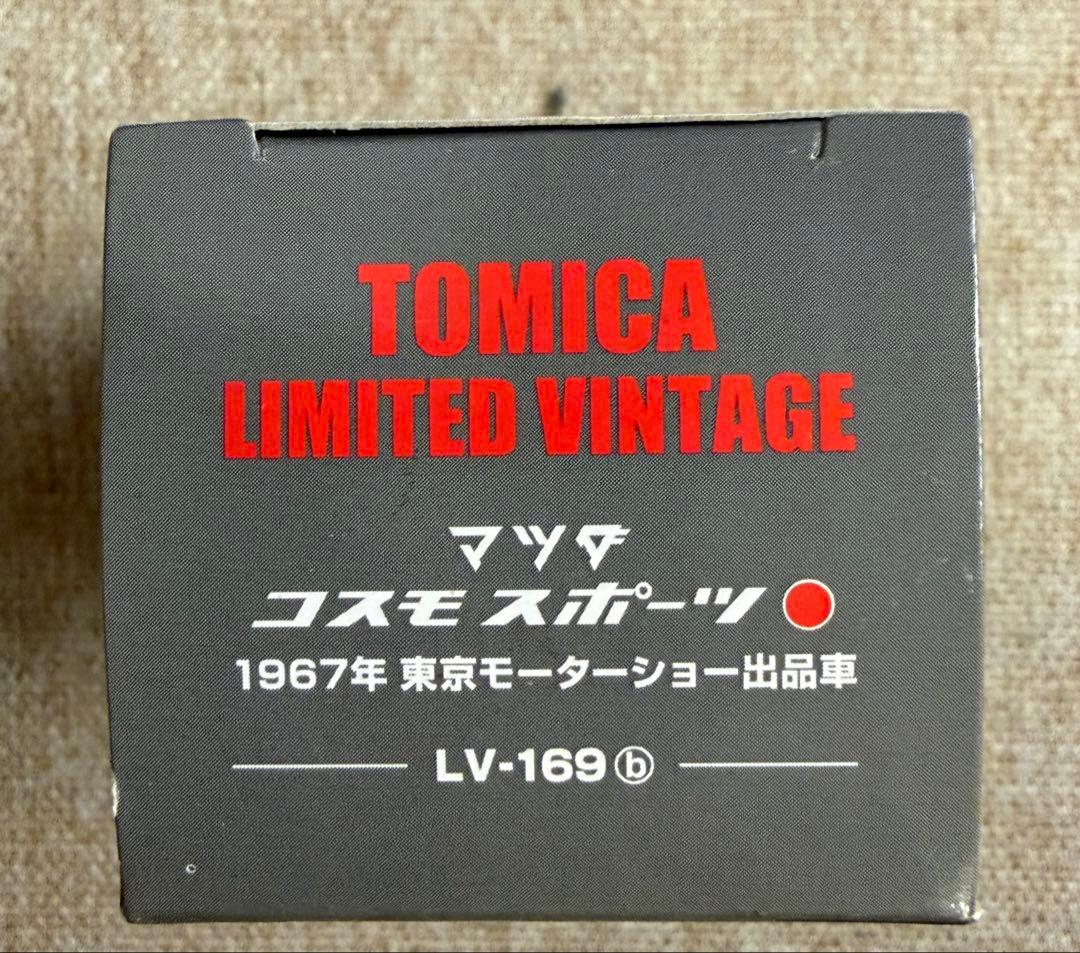 TOMICA
LIMITED VINTAGE
マツダ
コスモ スポーツ
1967年 東京モーターショー出品車
LV-169ⓑ